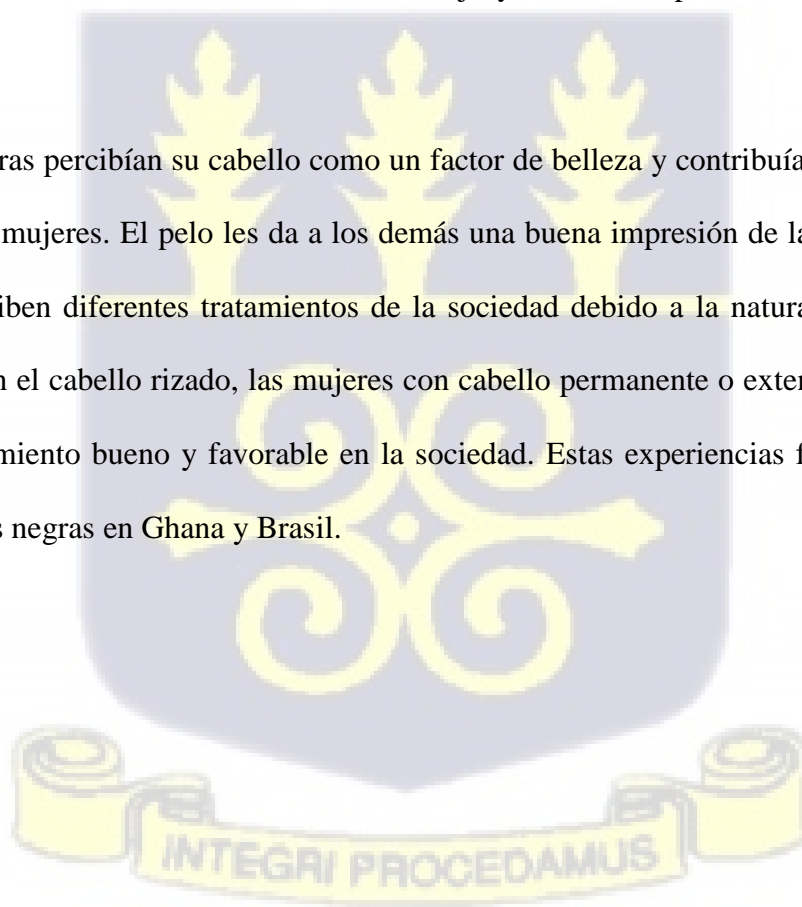 ras percibían su cabello como un factor de belleza y contribuía
mujeres. El pelo les da a los demás una buena impresión de la
iben diferentes tratamientos de la sociedad debido a la natura
n el cabello rizado, las mujeres con cabello permanente o exter
miento bueno y favorable en la sociedad. Estas experiencias f
s negras en Ghana y Brasil.
INTEGRI PROCEDAMUS